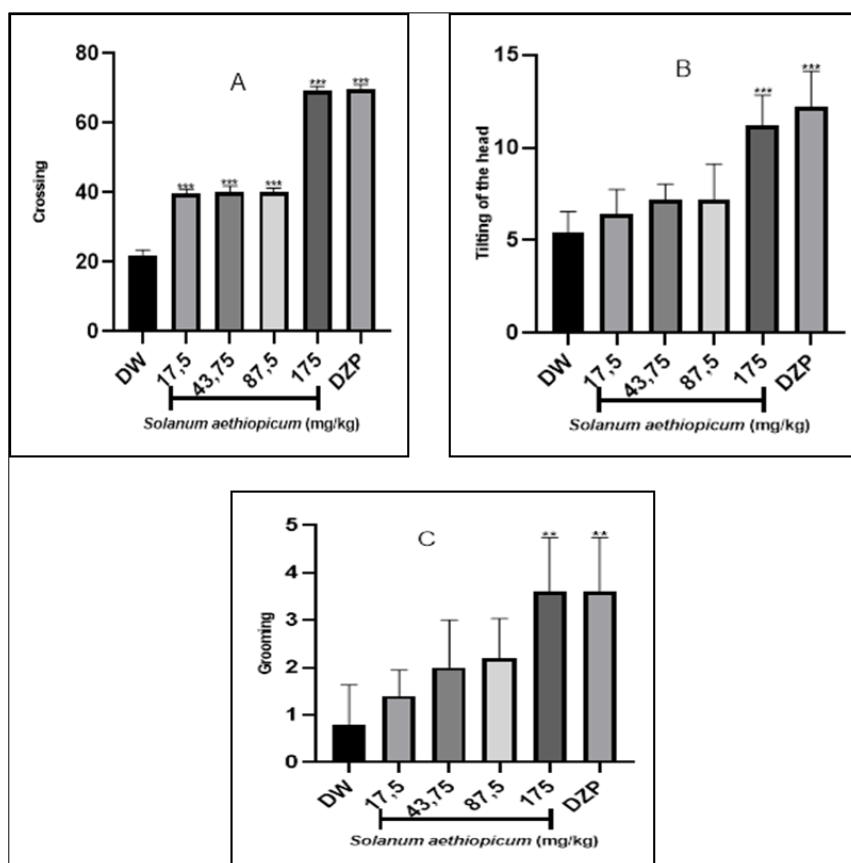 A
Crossing
80
60
40
20
0
***
***
***
***
***
DW
17,5
43,75
87,5
175
DZP
Solanum aethiopicum (mg/kg)
B
Tilting of the head
15
10
5
0
***
***
DW
17,5
43,75
87,5
175
DZP
Solanum aethiopicum (mg/kg)
C
Grooming
5
4
3
2
1
0
**
**
DW
17,5
43,75
87,5
175
DZP
Solanum aethiopicum (mg/kg)